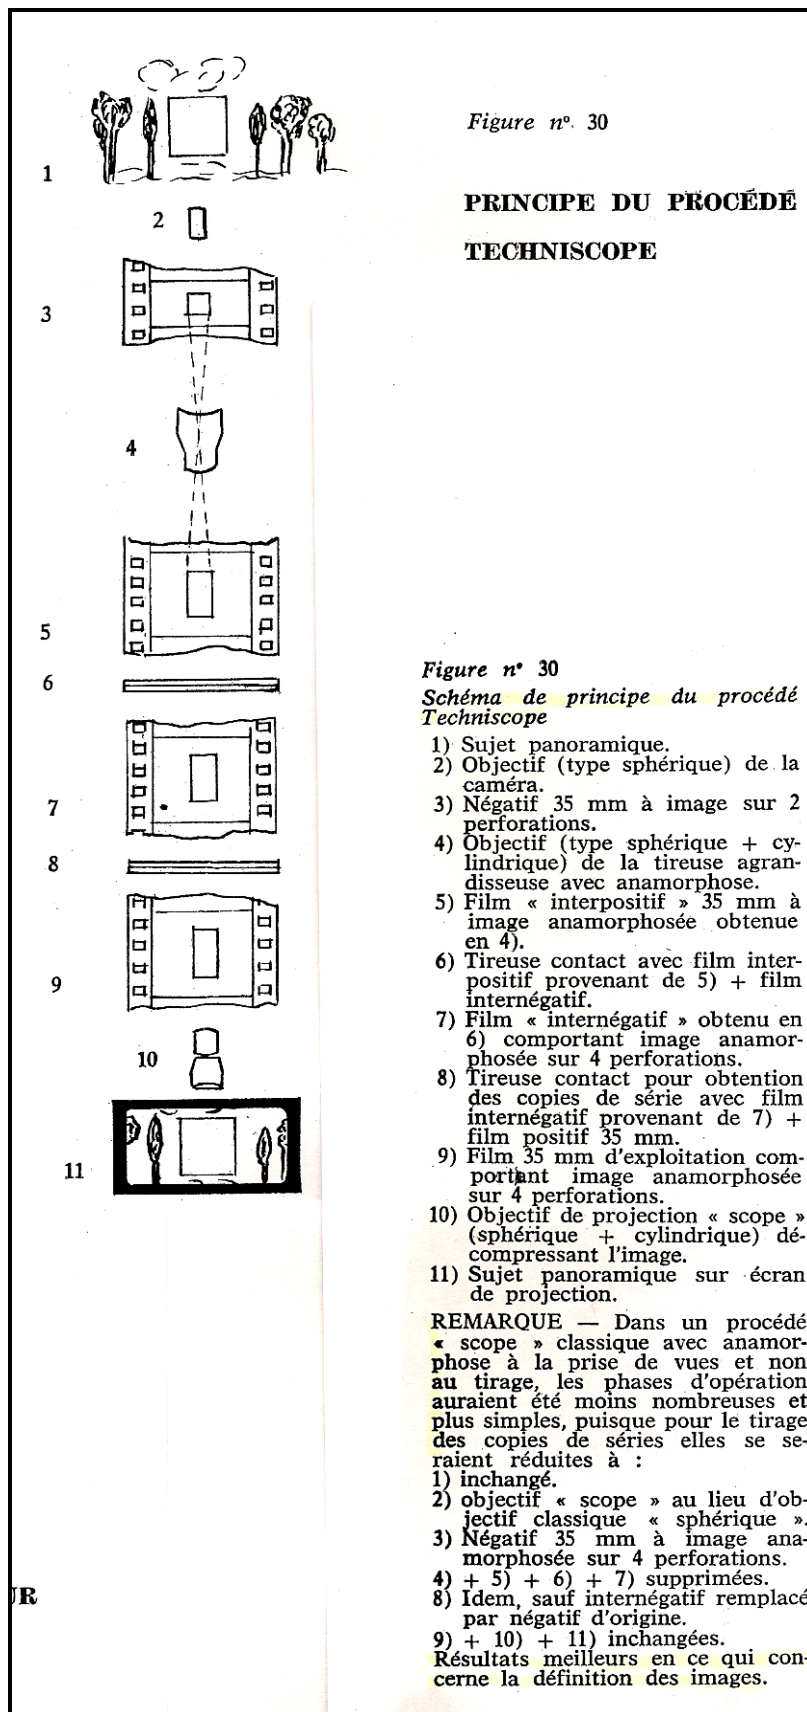 Figure nº. 30
PRINCIPE DU PROCÉDÉ
TECHNISCOPE
1
2
3
4
5
6
7
8
9
10
11
Figure n° 30
Schéma de principe du procédé
Techniscope
1) Sujet panoramique.
2) Objectif (type sphérique) de la
caméra.
3) Négatif 35 mm à image sur 2
perforations.
4) Objectif (type sphérique + cy-
lindrique) de la tireuse agran-
disseuse avec anamorphose.
5) Film « interpositif » 35 mm à
image anamorphosée obtenue
en 4).
6) Tireuse contact avec film inter-
positif provenant de 5) + film
internégatif.
7) Film « internégatif » obtenu en
6) comportant image anamor-
phosée sur 4 perforations.
8) Tireuse contact pour obtention
des copies de série avec film
internégatif provenant de 7) +
film positif 35 mm.
9) Film 35 mm d'exploitation com-
portant image anamorphosée
sur 4 perforations.
10) Objectif de projection « scope »
(sphérique + cylindrique) dé-
compressant l'image.
11) Sujet panoramique sur écran
de projection.
REMARQUE — Dans un procédé
« scope » classique avec anamor-
phose à la prise de vues et non
au tirage, les phases d'opération
auraient été moins nombreuses et
plus simples, puisque pour le tirage
des copies de séries elles se se-
raient réduites à :
1) inchangé.
2) objectif « scope » au lieu d'ob-
jectif classique « sphérique ».
3) Négatif 35 mm à image ana-
morphosée sur 4 perforations.
4) + 5) + 6) + 7) supprimées.
8) Idem, sauf internégatif remplacé
par négatif d'origine.
9) + 10) + 11) inchangées.
Résultats meilleurs en ce qui con-
cerne la définition des images.